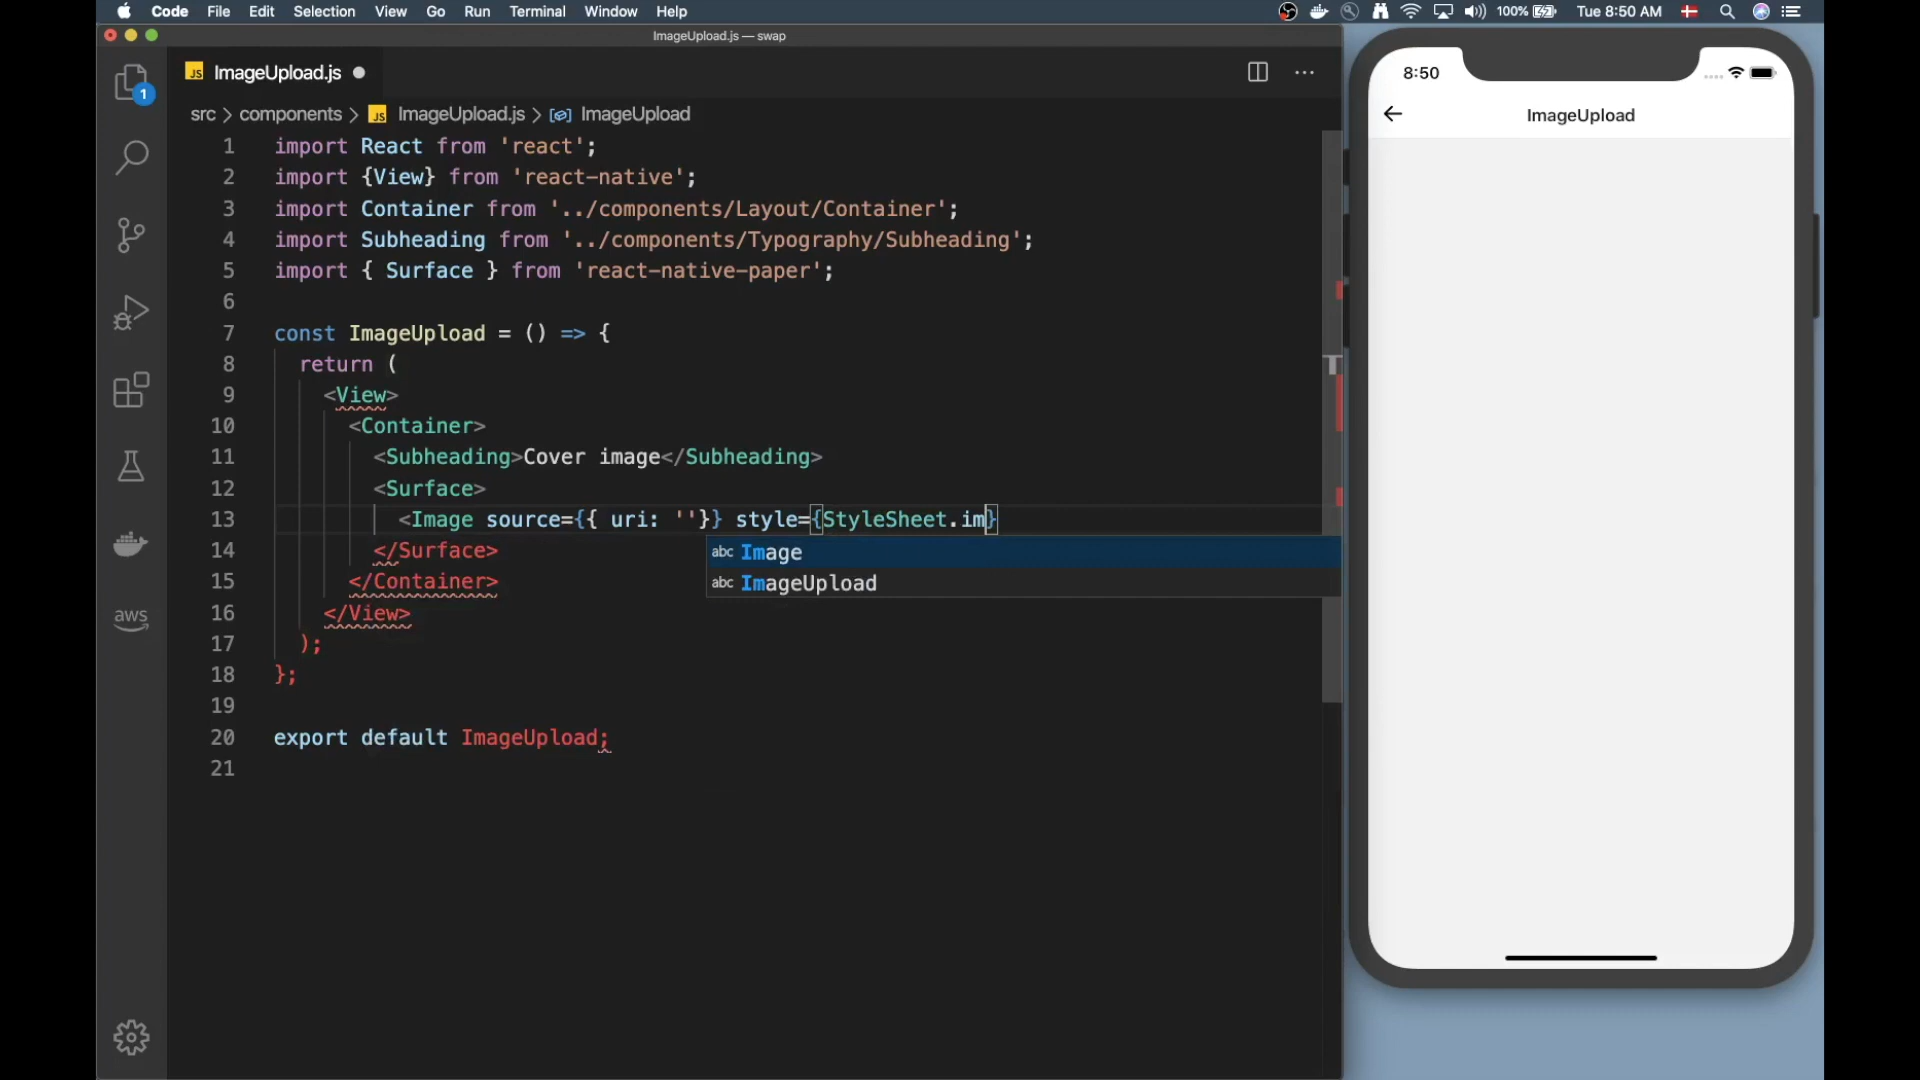 Code File Edit Selection View Go Run Terminal Window Help 100% Tue 8:50 AM
ImageUpload.js — swap
JS ImageUpload.js
src > components > JS ImageUpload.js > ImageUpload
1 import React from 'react';
2 import {View} from 'react-native';
3 import Container from '../components/Layout/Container';
4 import Subheading from '../components/Typography/Subheading';
5 import { Surface } from 'react-native-paper';
6
7 const ImageUpload = () => {
8 return (
9 <View>
10 <Container>
11 <Subheading>Cover image</Subheading>
12 <Surface>
13 <Image source={{ uri: ''}} style={StyleSheet.im}
abc Image
14 </Surface>
abc ImageUpload
15 </Container>
16 </View>
17 );
18 };
19
20 export default ImageUpload;
21
1
aws
8:50
ImageUpload